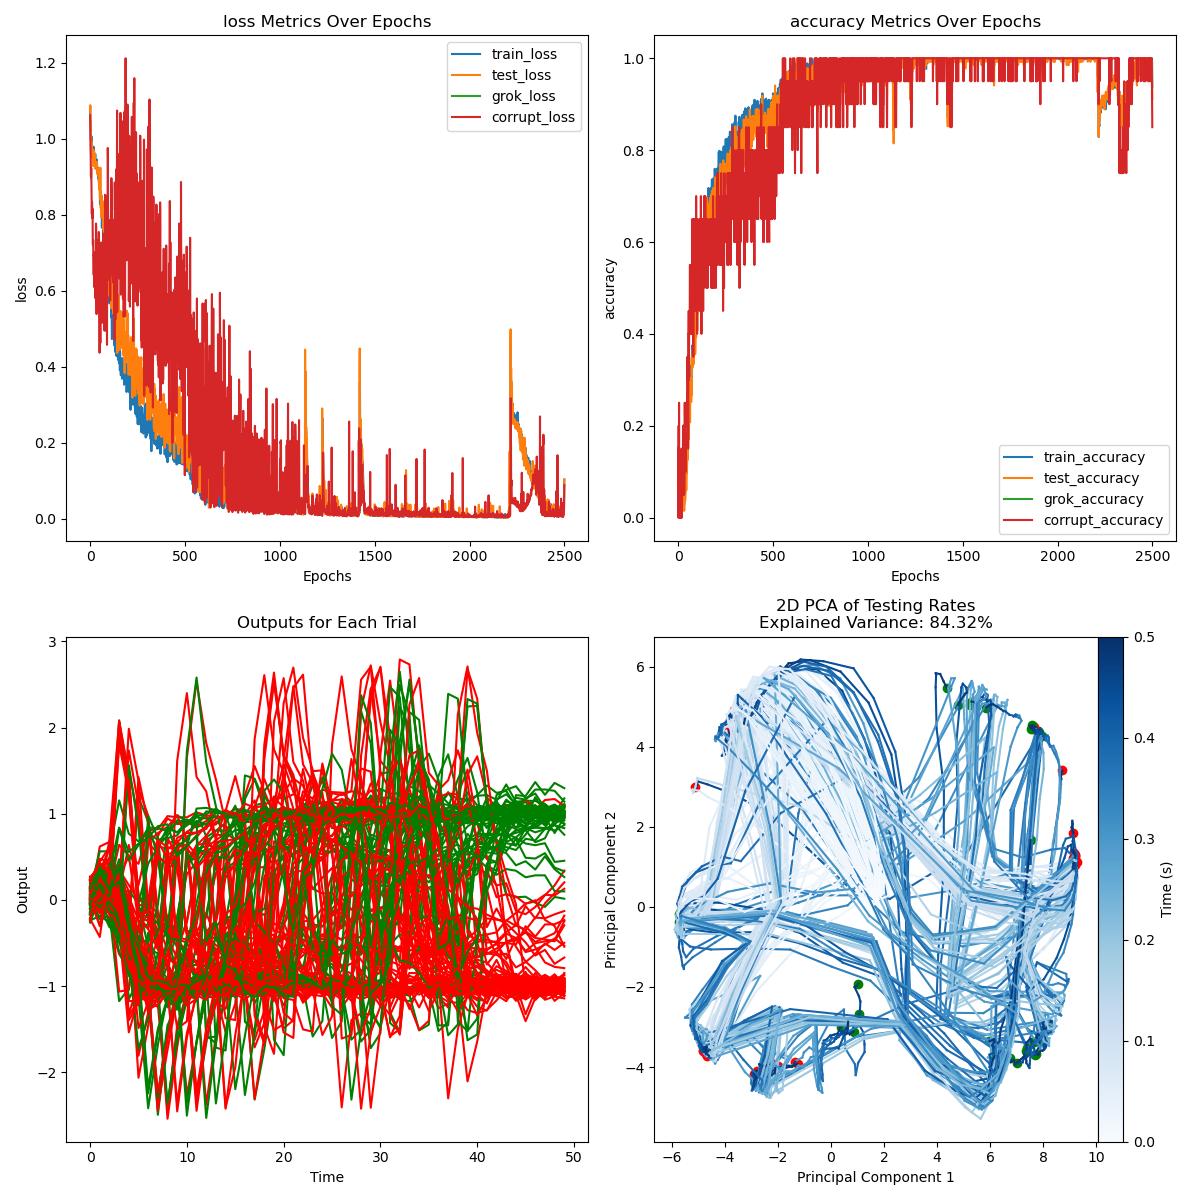 loss Metrics Over Epochs
1.2
1.0
0.8
0.6
0.4
0.2
0.0
loss
0
500
1000
1500
2000
2500
Epochs
train_loss
test_loss
grok_loss
corrupt_loss
accuracy Metrics Over Epochs
1.0
0.8
0.6
0.4
0.2
0.0
accuracy
0
500
1000
1500
2000
2500
Epochs
train_accuracy
test_accuracy
grok_accuracy
corrupt_accuracy
Outputs for Each Trial
3
2
1
0
−1
−2
Output
0
10
20
30
40
50
Time
2D PCA of Testing Rates
Explained Variance: 84.32%
6
4
2
0
−2
−4
Principal Component 2
−6
−4
−2
0
2
4
6
8
10
Principal Component 1
0.5
0.4
0.3
0.2
0.1
0.0
Time (s)